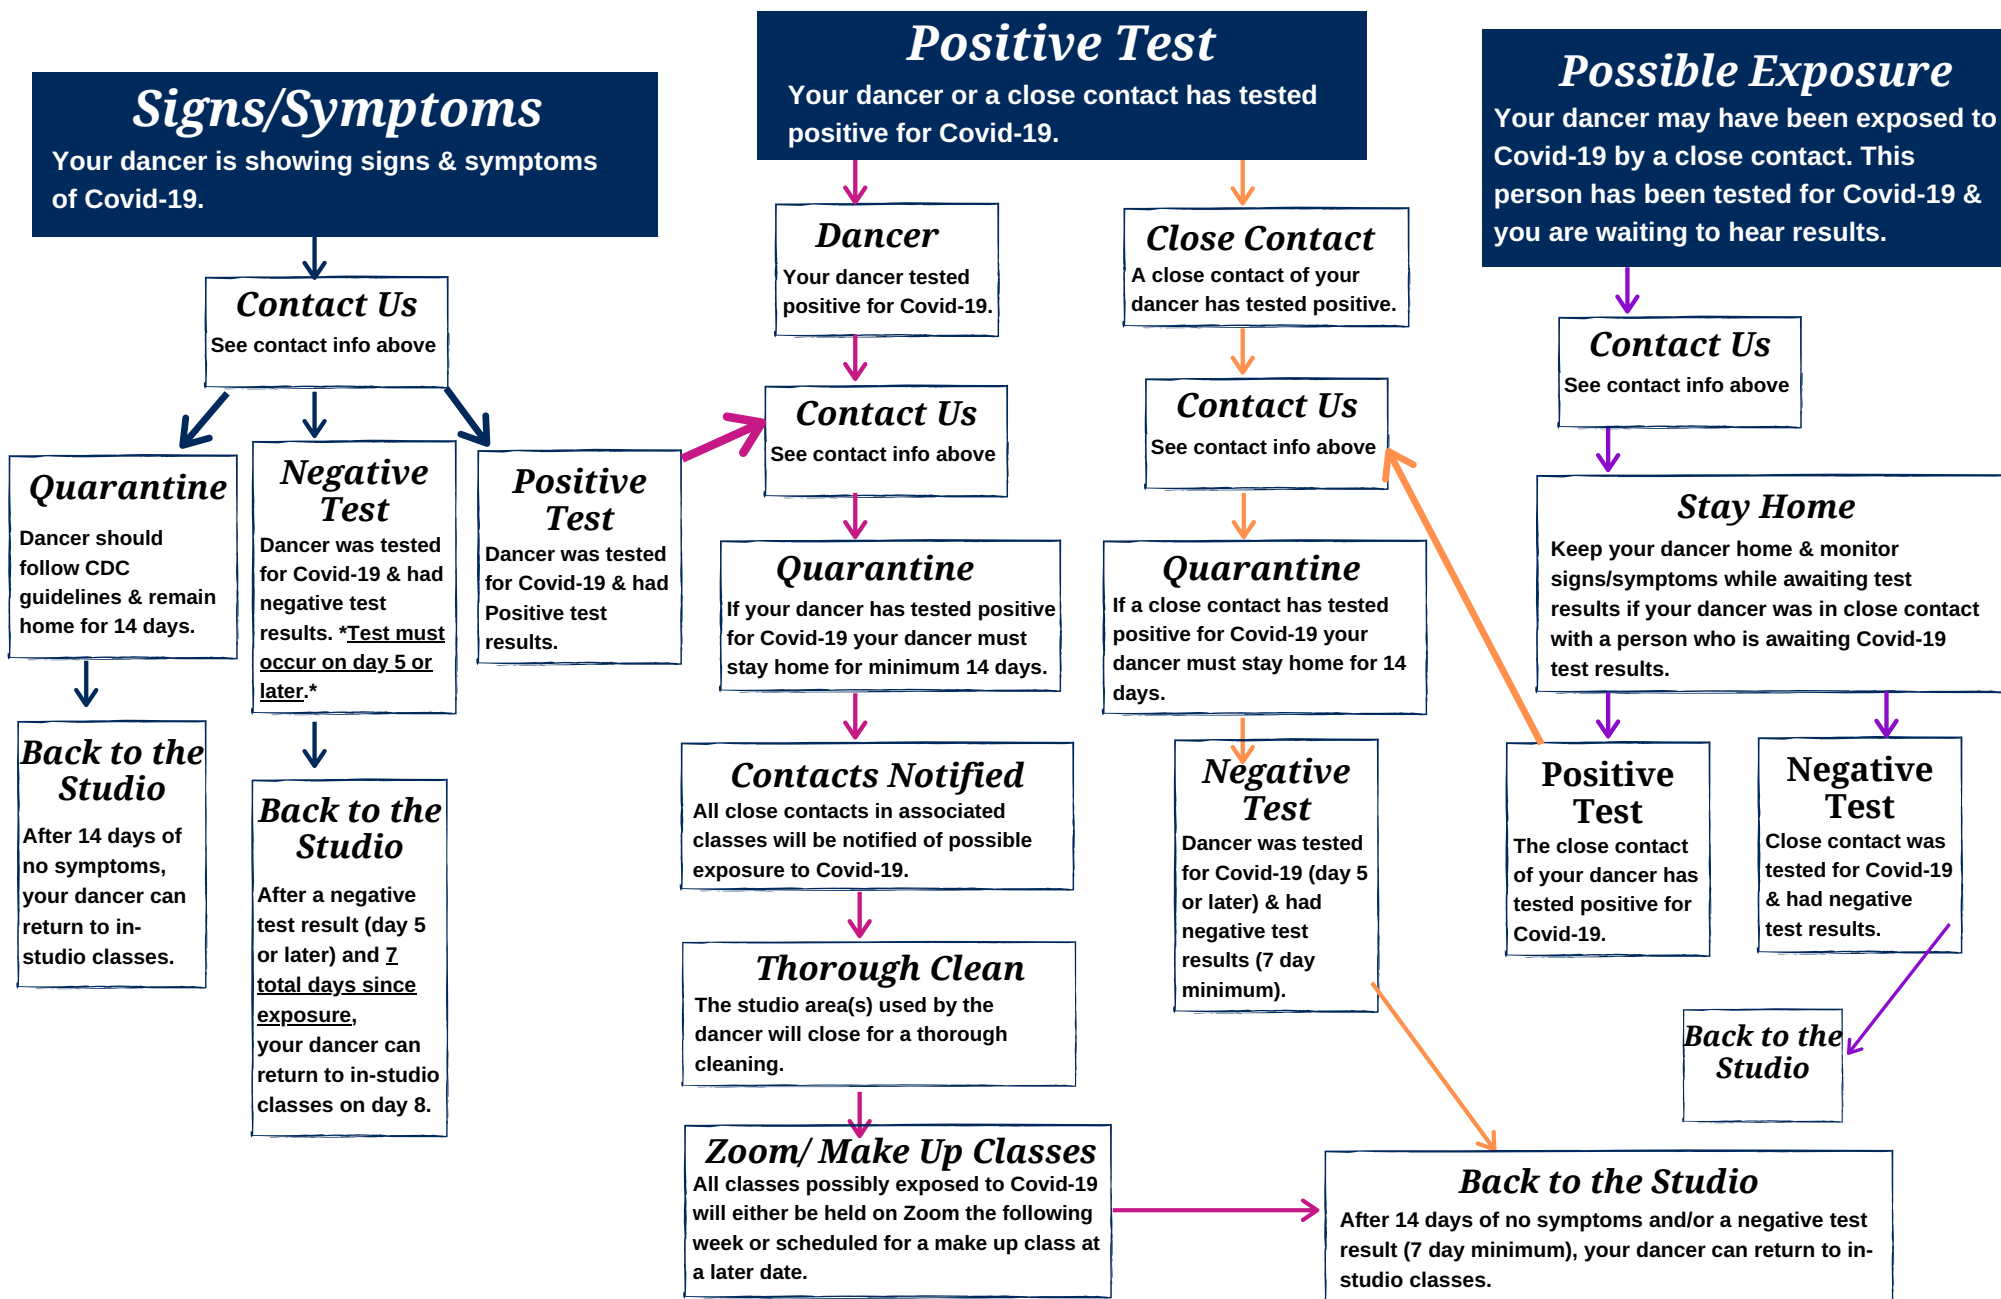 Signs/Symptoms
Your dancer is showing signs & symptoms
of Covid-19.
Contact Us
See contact info above
Quarantine
Dancer should
follow CDC
guidelines & remain
home for 14 days.
Back to the
Studio
After 14 days of
no symptoms,
your dancer can
return to in-
studio classes.
Negative
Test
Dancer was tested
for Covid-19 & had
negative test
results. *Test must
occur on day 5 or
later.*
Back to the
Studio
After a negative
test result (day 5
or later) and 7
total days since
exposure,
your dancer can
return to in-studio
classes on day 8.
Positive
Test
Dancer was tested
for Covid-19 & had
Positive test
results.
Positive Test
Your dancer or a close contact has tested
positive for Covid-19.
Dancer
Your dancer tested
positive for Covid-19.
Contact Us
See contact info above
Quarantine
If your dancer has tested positive
for Covid-19 your dancer must
stay home for minimum 14 days.
Contacts Notified
All close contacts in associated
classes will be notified of possible
exposure to Covid-19.
Thorough Clean
The studio area(s) used by the
dancer will close for a thorough
cleaning.
Zoom/ Make Up Classes
All classes possibly exposed to Covid-19
will either be held on Zoom the following
week or scheduled for a make up class at
a later date.
Close Contact
A close contact of your
dancer has tested positive.
Contact Us
See contact info above
Quarantine
If a close contact has tested
positive for Covid-19 your
dancer must stay home for 14
days.
Negative
Test
Dancer was tested
for Covid-19 (day 5
or later) & had
negative test
results (7 day
minimum).
Back to the Studio
After 14 days of no symptoms and/or a negative test
result (7 day minimum), your dancer can return to in-
studio classes.
Possible Exposure
Your dancer may have been exposed to
Covid-19 by a close contact. This
person has been tested for Covid-19 &
you are waiting to hear results.
Contact Us
See contact info above
Stay Home
Keep your dancer home & monitor
signs/symptoms while awaiting test
results if your dancer was in close contact
with a person who is awaiting Covid-19
test results.
Positive
Test
The close contact
of your dancer has
tested positive for
Covid-19.
Negative
Test
Close contact was
tested for Covid-19
& had negative
test results.
Back to the
Studio